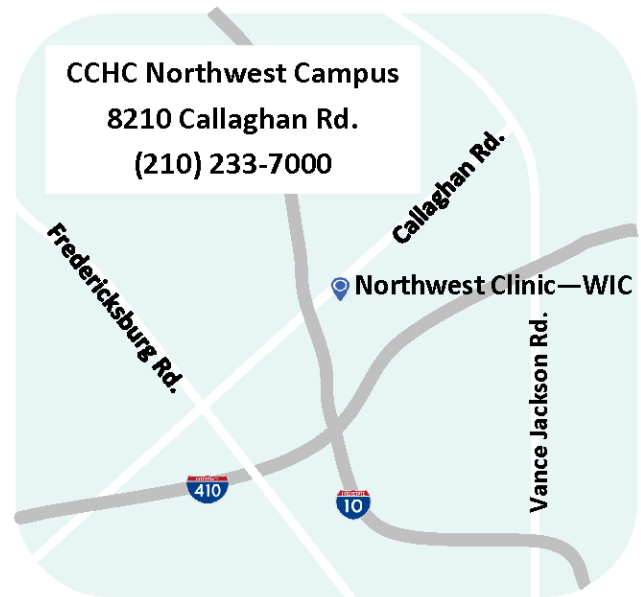 CCHC Northwest Campus
8210 Callaghan Rd.
(210) 233-7000
Callaghan Rd.
Fredericksburg Rd.
Northwest Clinic—WIC
Vance Jackson Rd.
410
10